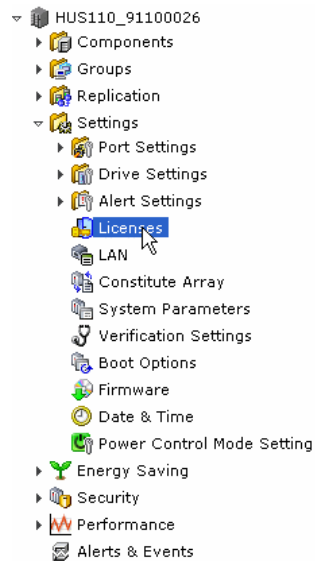 HUS110_91100026
Components
Groups
Replication
Settings
Port Settings
Drive Settings
Alert Settings
Licenses
LAN
Constitute Array
System Parameters
Verification Settings
Boot Options
Firmware
Date & Time
Power Control Mode Setting
Energy Saving
Security
Performance
Alerts & Events